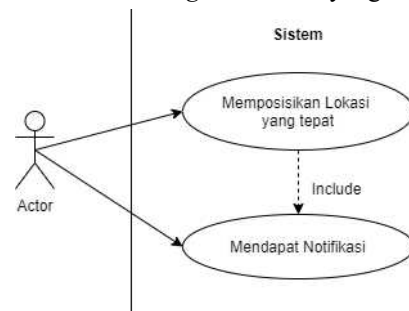 Sistem
Memposisikan Lokasi
yang tepat
Actor
Include
Mendapat Notifikasi